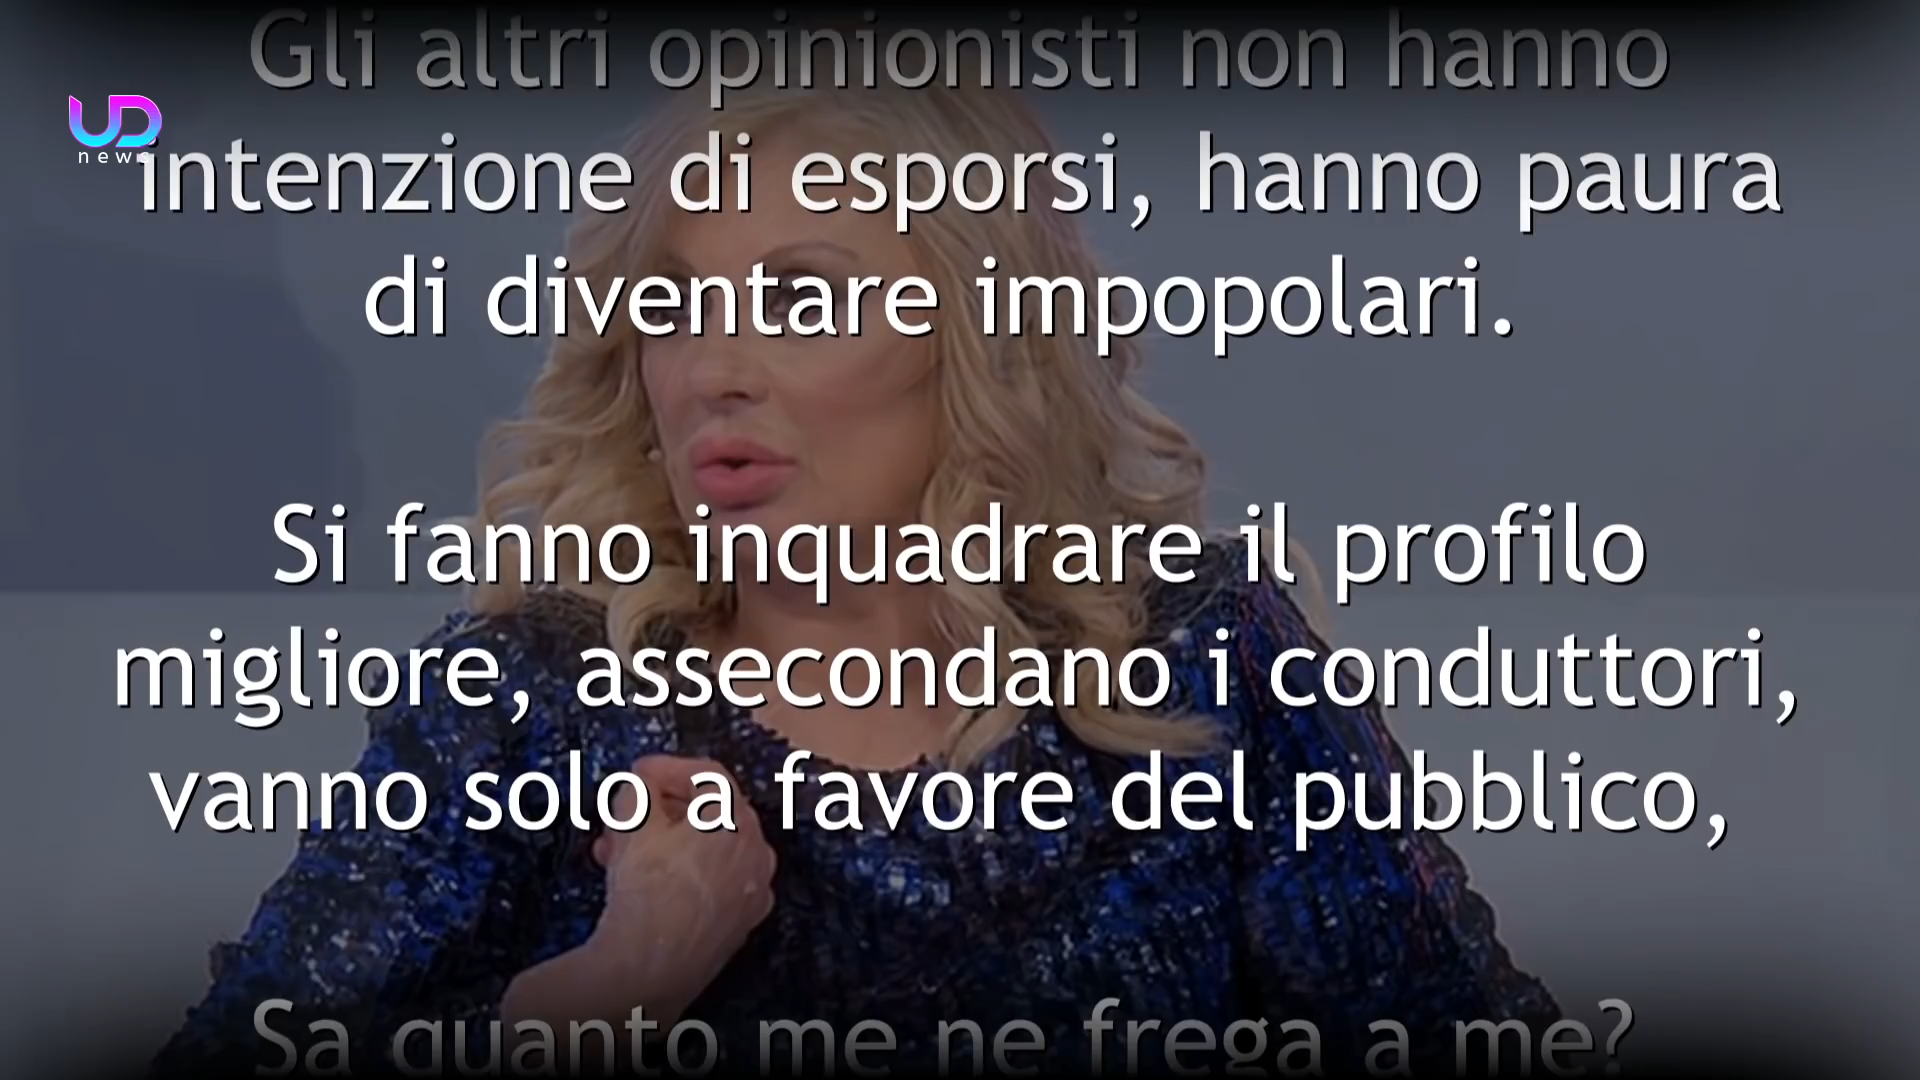 Gli altri opinionisti non hanno
UD
news
intenzione di esporsi, hanno paura
di diventare impopolari.
Si fanno inquadrare il profilo
migliore, assecondano i conduttori,
vanno solo a favore del pubblico,
Sa quanto me ne frega a me?